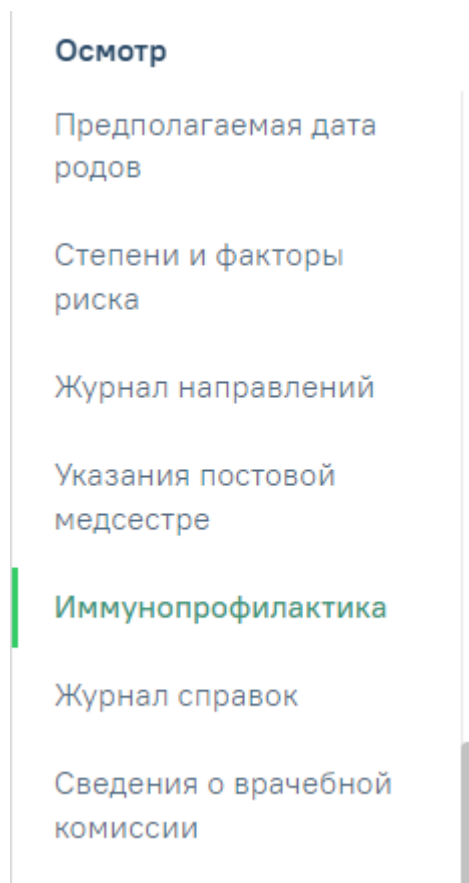 Осмотр
Предполагаемая дата
родов
Степени и факторы
риска
Журнал направлений
Указания постовой
медсестре
Иммунопрофилактика
Журнал справок
Сведения о врачебной
комиссии